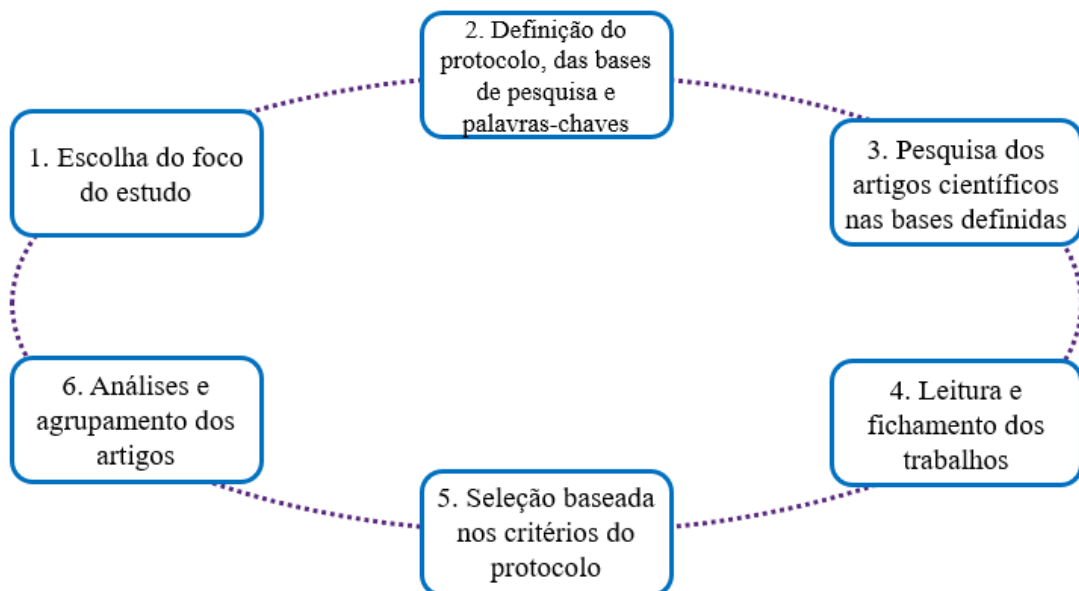 1. Escolha do foco
do estudo
2. Definição do
protocolo, das bases
de pesquisa e
palavras-chaves
3. Pesquisa dos
artigos científicos
nas bases definidas
4. Leitura e
fichamento dos
trabalhos
5. Seleção baseada
nos critérios do
protocolo
6. Análises e
agrupamento dos
artigos